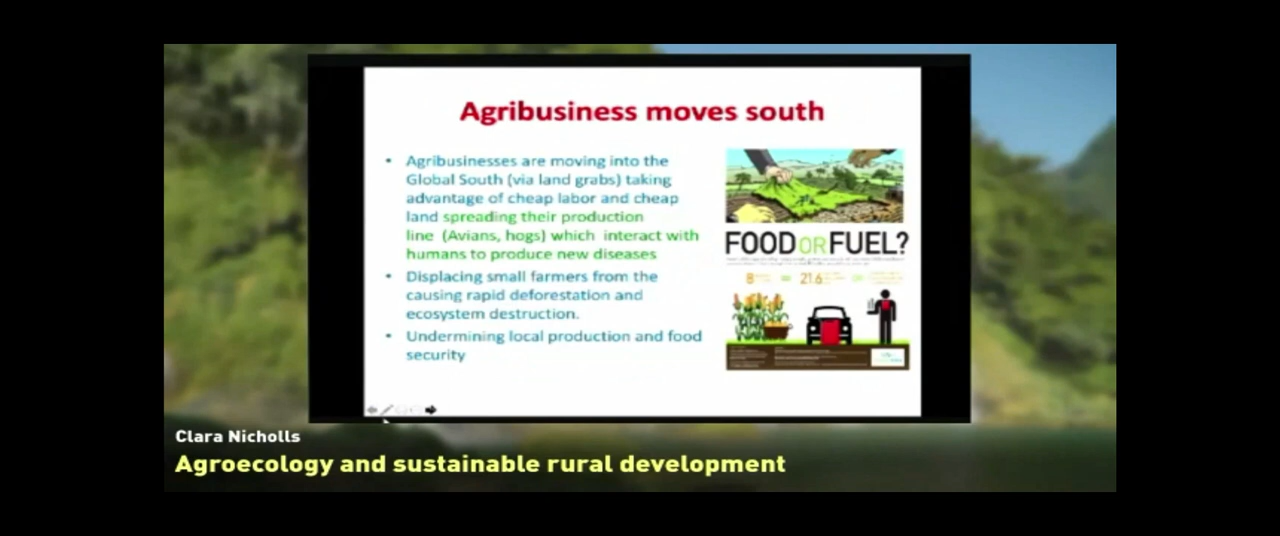 Agribusiness moves south
• Agribusinesses are moving into the
Global South (via land grabs) taking
advantage of cheap labor and cheap
land spreading their production
line (Avians, hogs) which interact with
humans to produce new diseases
• Displacing small farmers from the
causing rapid deforestation and
ecosystem destruction.
• Undermining local production and food
security
FOOD OR FUEL?
8 = 21.6 =
Clara Nicholls
Agroecology and sustainable rural development